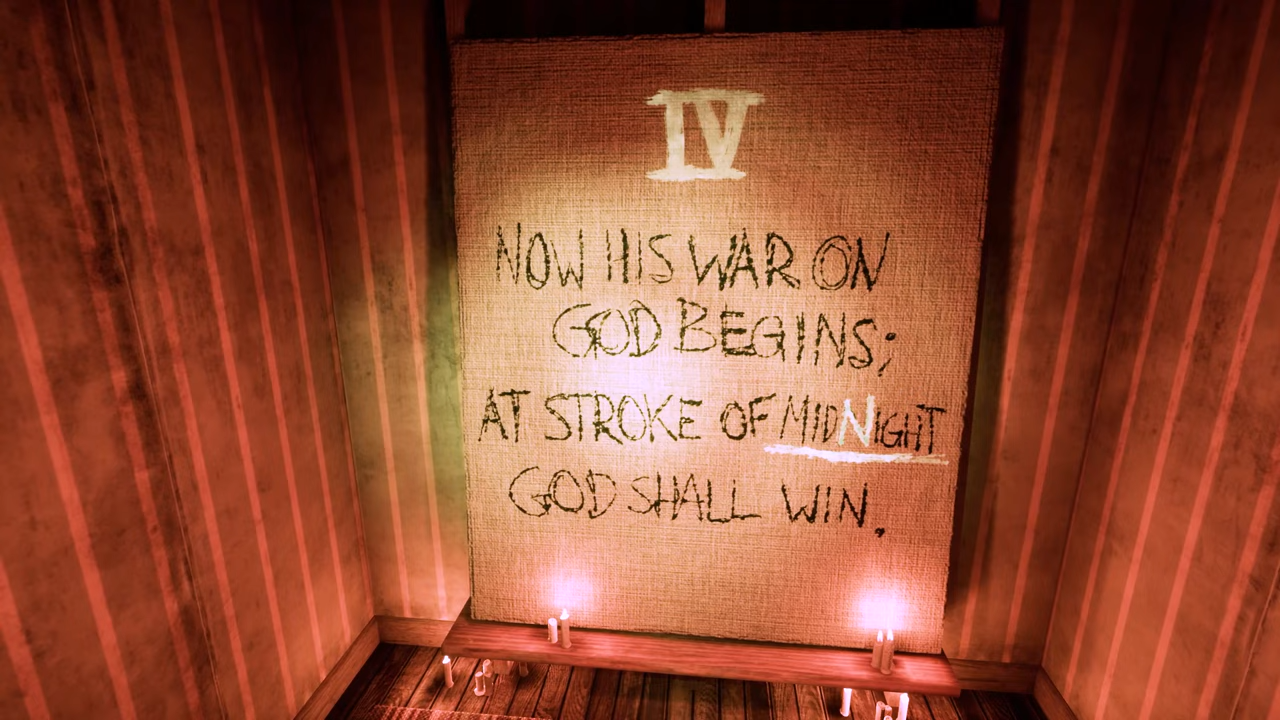 IV
NOW HIS WAR ON
GOD BEGINS;
AT STROKE OF MIDNIGHT
GOD SHALL WIN.